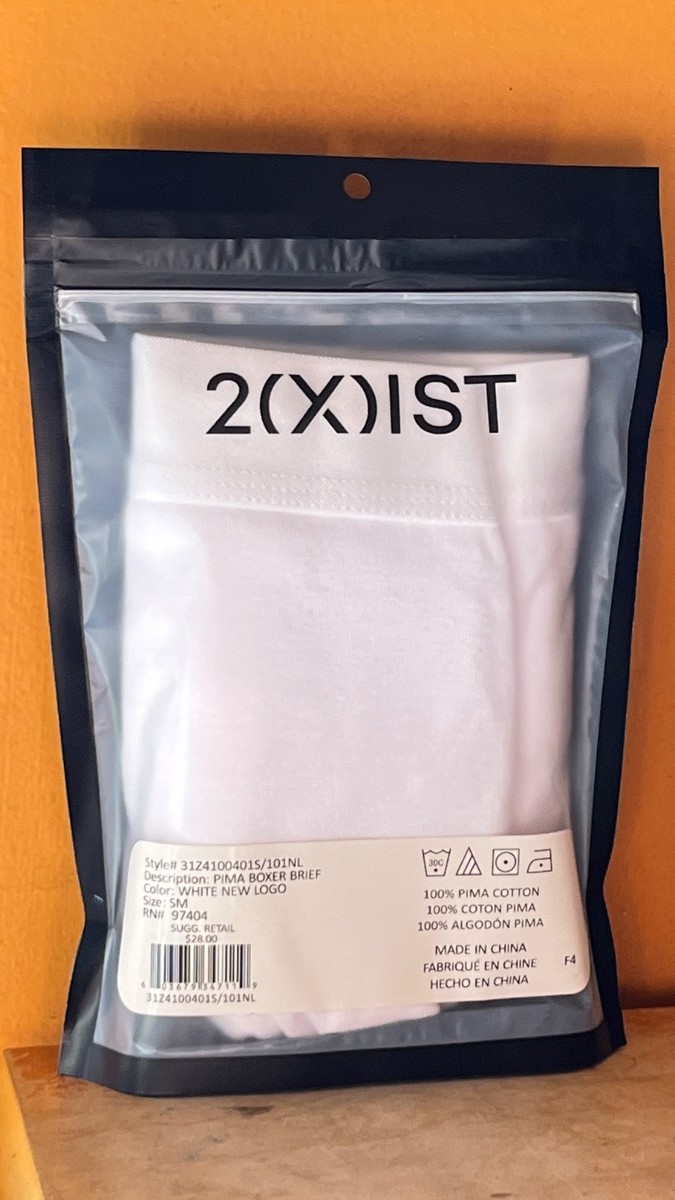 2(X)IST
Style# 31Z4100401S/101NL
Description: PIMA BOXER BRIEF
Color: WHITE NEW LOGO
Size: SM
RN# 97404
SUGG. RETAIL
$28.00
31Z4100401S/101NL
30C
100% PIMA COTTON
100% COTON PIMA
100% ALGODÓN PIMA
MADE IN CHINA
FABRIQUÉ EN CHINE
HECHO EN CHINA
F4